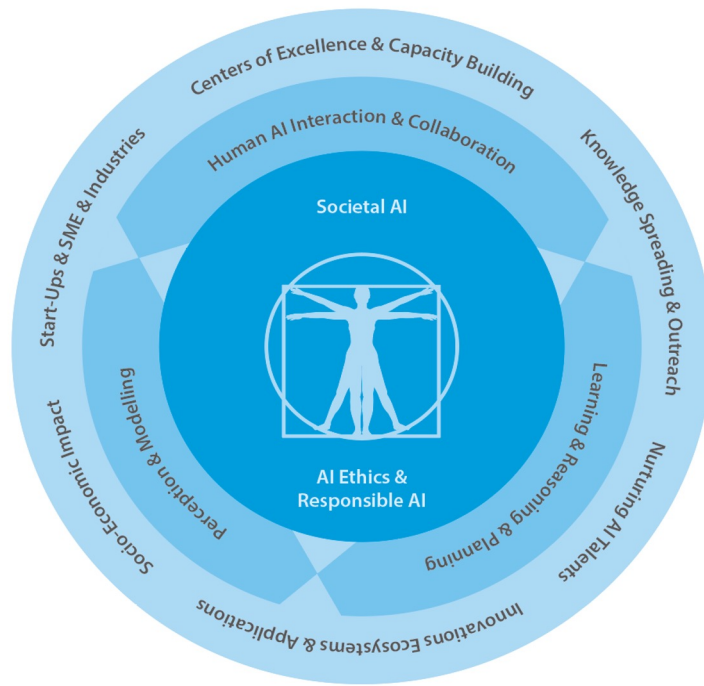 Centers of Excellence & Capacity Building
Knowledge Spreading & Outreach
Nurturing AI Talents
Innovations Ecosystems & Applications
Socio-Economic Impact
Start-Ups & SME & Industries
Human AI Interaction & Collaboration
Learning & Reasoning & Planning
Perception & Modelling
Societal AI
AI Ethics &
Responsible AI